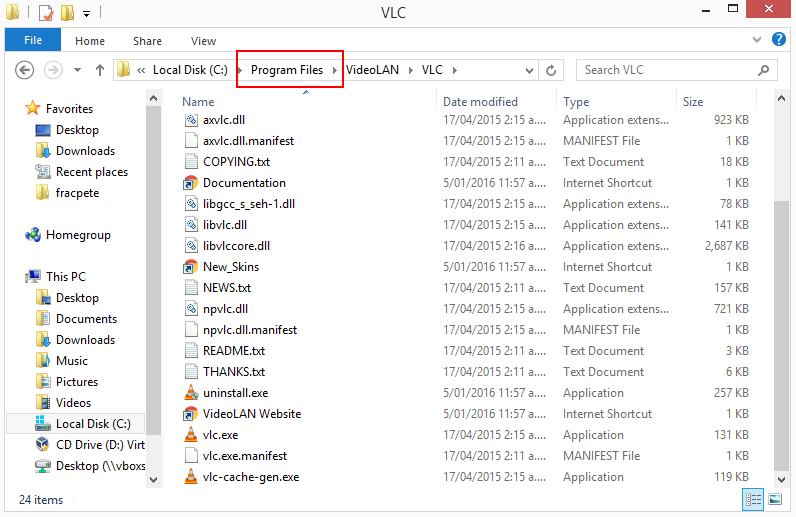 VLC
File Home Share View
« Local Disk (C:) Program Files VideoLAN VLC Search VLC
Favorites
Desktop
Downloads
Recent places
fracpete
Homegroup
This PC
Desktop
Documents
Downloads
Music
Pictures
Videos
Local Disk (C:)
CD Drive (D:) Virt
Desktop (\\vboxs
Name Date modified Type Size
axvlc.dll 17/04/2015 2:15 a.... Application extens... 923 KB
axvlc.dll.manifest 17/04/2015 2:15 a.... MANIFEST File 1 KB
COPYING.txt 17/04/2015 2:11 a.... Text Document 18 KB
Documentation 5/01/2016 11:57 a.... Internet Shortcut 1 KB
libgcc_s_seh-1.dll 17/04/2015 2:15 a.... Application extens... 78 KB
libvlc.dll 17/04/2015 2:15 a.... Application extens... 141 KB
libvlccore.dll 17/04/2015 2:16 a.... Application extens... 2,687 KB
New_Skins 5/01/2016 11:57 a.... Internet Shortcut 1 KB
NEWS.txt 17/04/2015 2:11 a.... Text Document 157 KB
npvlc.dll 17/04/2015 2:15 a.... Application extens... 721 KB
npvlc.dll.manifest 17/04/2015 2:15 a.... MANIFEST File 1 KB
README.txt 17/04/2015 2:11 a.... Text Document 3 KB
THANKS.txt 17/04/2015 2:11 a.... Text Document 6 KB
uninstall.exe 5/01/2016 11:57 a.... Application 257 KB
VideoLAN Website 5/01/2016 11:57 a.... Internet Shortcut 1 KB
vlc.exe 17/04/2015 2:15 a.... Application 131 KB
vlc.exe.manifest 17/04/2015 2:15 a.... MANIFEST File 1 KB
vlc-cache-gen.exe 17/04/2015 2:15 a.... Application 119 KB
24 items